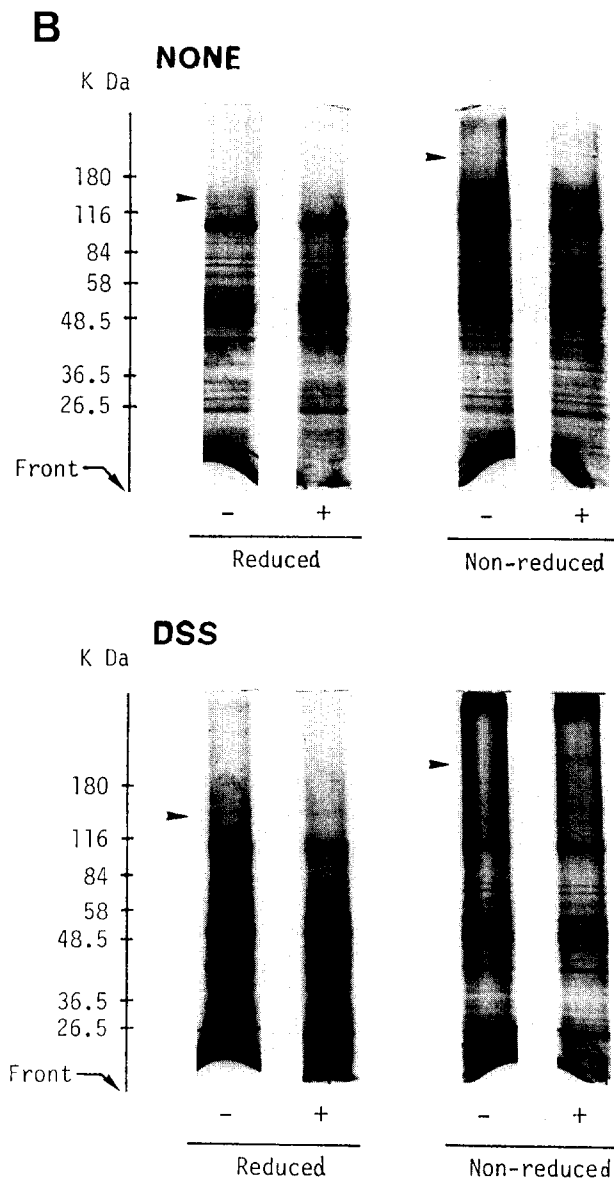 B
NONE
K Da
180
116
84
58
48.5
36.5
26.5
Front
- + - +
Reduced Non-reduced
DSS
K Da
180
116
84
58
48.5
36.5
26.5
Front
- + - +
Reduced Non-reduced